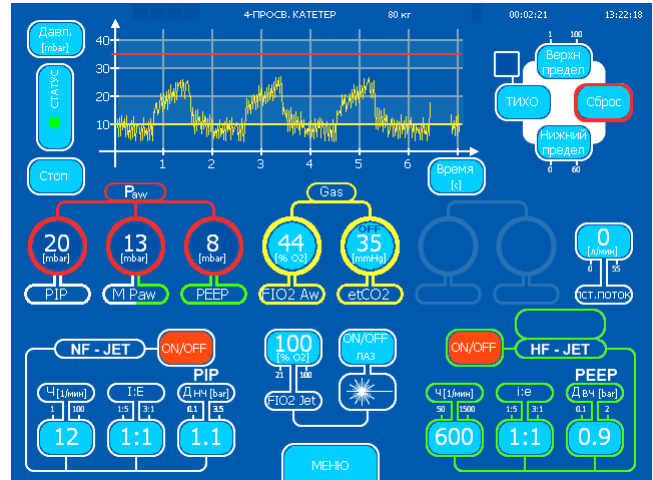 4-ПРОСВ. КАТЕТЕР 80 кг 00:02:21 13:22:18
Давл.
[mbar]
СТАТУС
Стоп
40
30
20
10
1 2 3 4 5 6
Время
[с]
1 100
Верхн
предел
ТИХО
Сброс
Нижний
предел
0 60
Paw
20
[mbar]
PIP
13
[mbar]
M Paw
8
[mbar]
PEEP
Gas
44
[% O2]
FIO2 Aw
OFF
35
[mmHg]
etCO2
0
[л/мин]
0 55
ПСТ.ПОТОК
NF - JET
ON/OFF
PIP
Ч[1/мин]
1 100
12
I:E
1:5 3:1
1:1
Д НЧ [bar]
0.1 3.5
1.1
100
[% O2]
21 100
FIO2 Jet
ON/OFF
ЛАЗ
МЕНЮ
ON/OFF
HF - JET
PEEP
Ч[1/мин]
50 1500
600
i:e
1:5 3:1
1:1
Д ВЧ [bar]
0.1 2
0.9